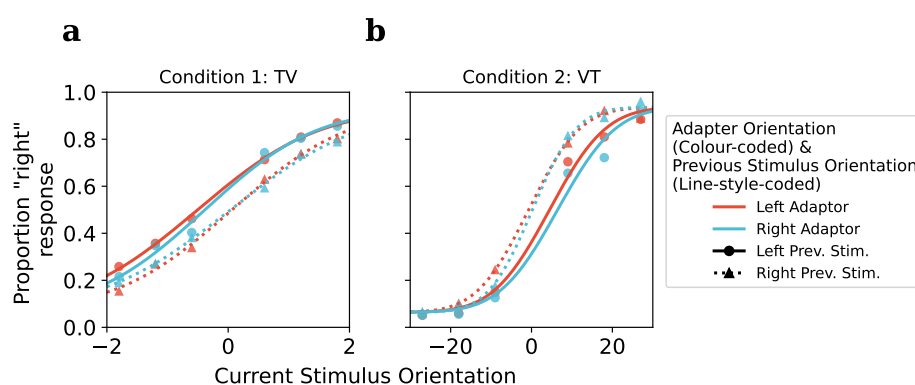 a
b
Condition 1: TV
Condition 2: VT
Proportion "right"
response
1.0
0.8
0.6
0.4
0.2
0.0
−2
0
2
−20
0
20
Current Stimulus Orientation
Adapter Orientation
(Colour-coded) &
Previous Stimulus Orientation
(Line-style-coded)
Left Adaptor
Right Adaptor
Left Prev. Stim.
Right Prev. Stim.